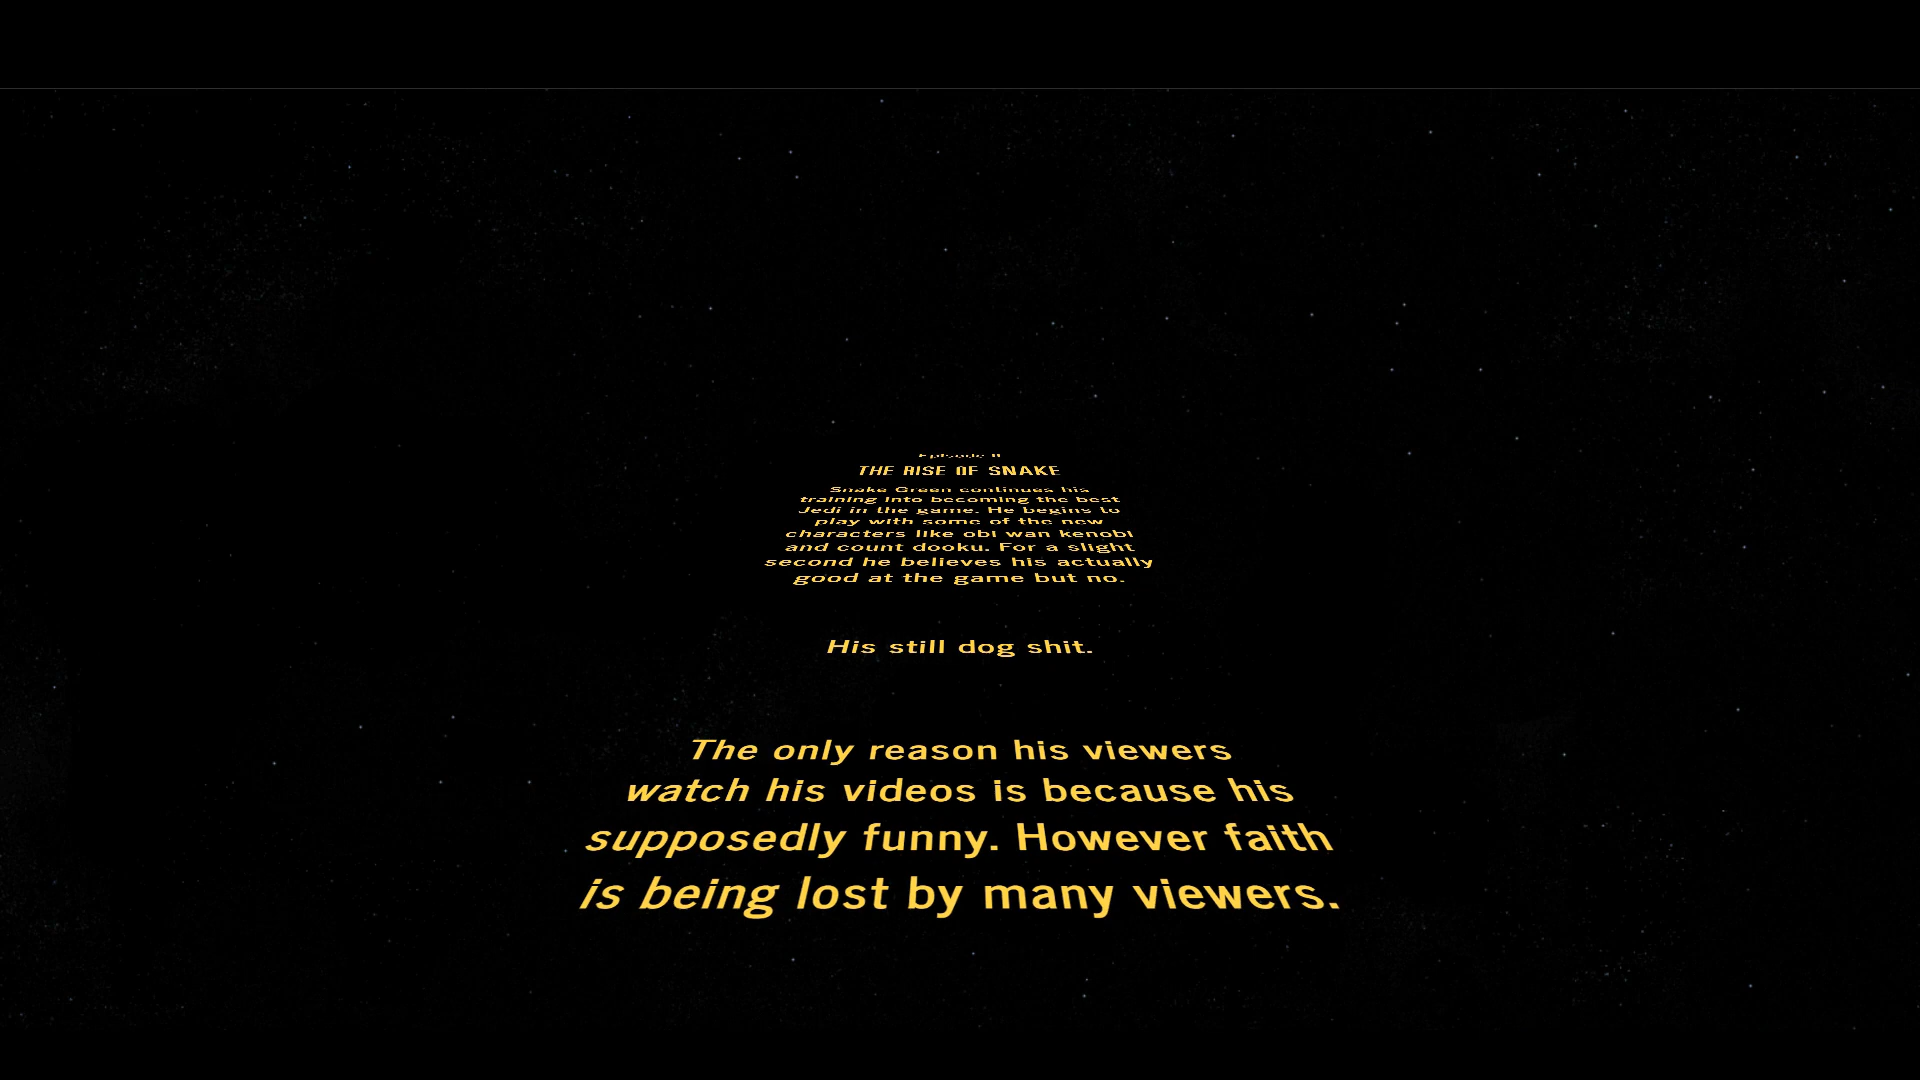 Episode II
THE RISE OF SNAKE
Snake Green continues his
training into becoming the best
Jedi in the game. He begins to
play with some of the new
characters like obi wan kenobi
and count dooku. For a slight
second he believes his actually
good at the game but no.
His still dog shit.
The only reason his viewers
watch his videos is because his
supposedly funny. However faith
is being lost by many viewers.